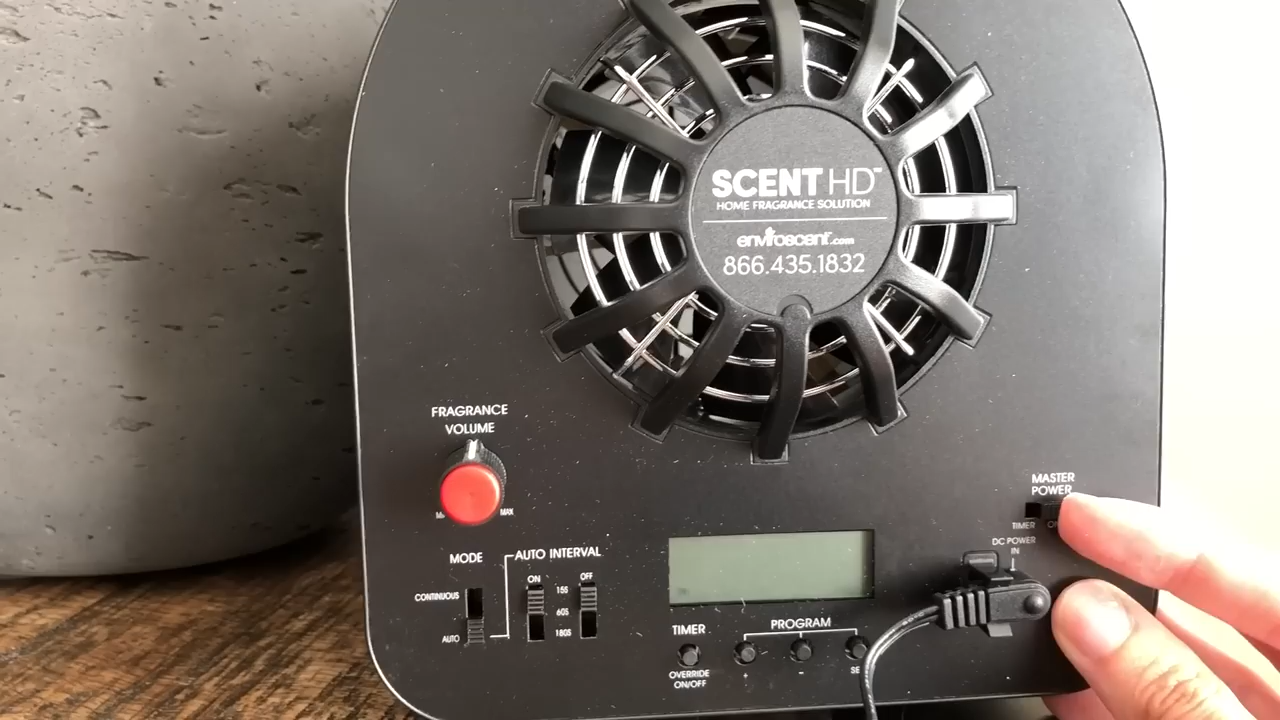 SCENT HD™
HOME FRAGRANCE SOLUTION
enviroscent.com
866.435.1832
FRAGRANCE
VOLUME
MAX
MASTER
POWER
TIMER
DC POWER
IN
MODE
AUTO INTERVAL
CONTINUOUS
AUTO
ON
OFF
15S
60S
180S
TIMER
OVERRIDE
ON/OFF
PROGRAM
+
-